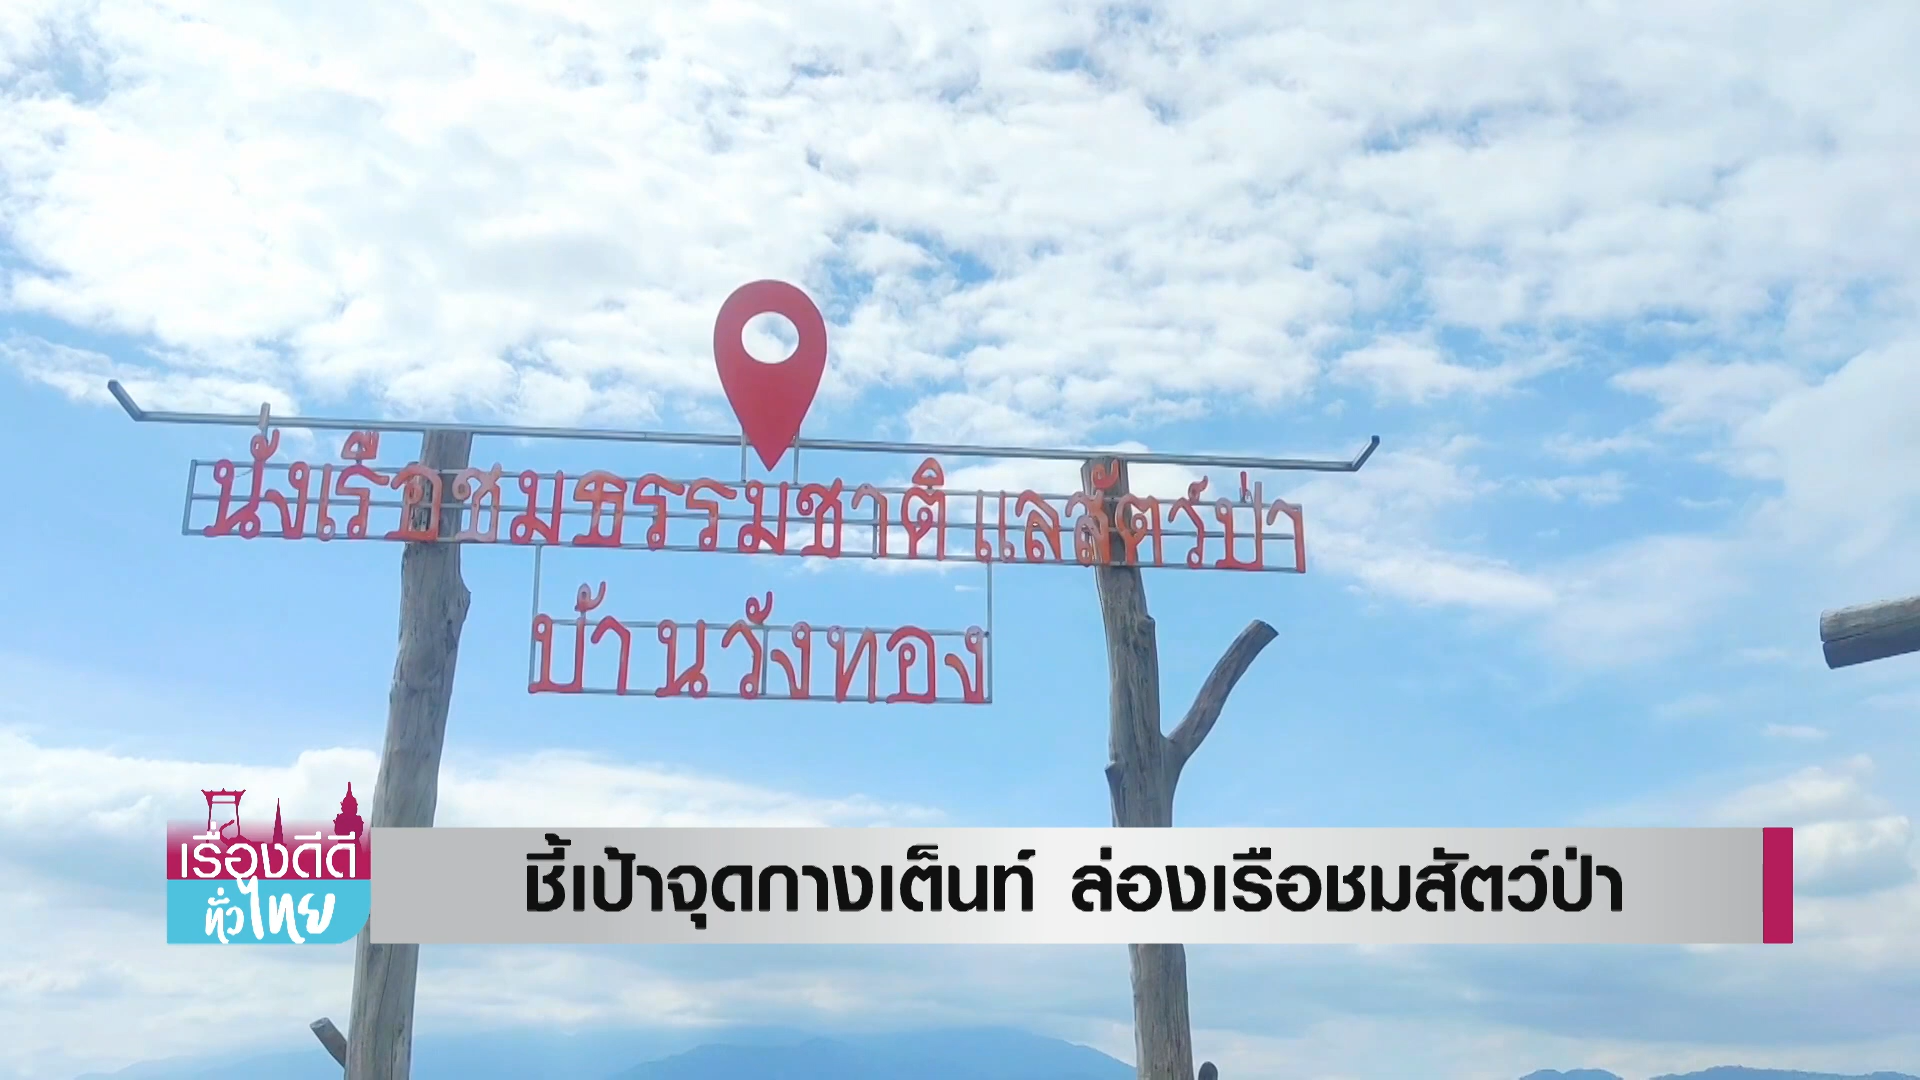 นั่งเรือชมธรรมชาติ แลสัตว์ป่า
บ้านวังทอง
เรื่องดีดี
ทั่วไทย
ชี้เป้าจุดกางเต็นท์ ล่องเรือชมสัตว์ป่า